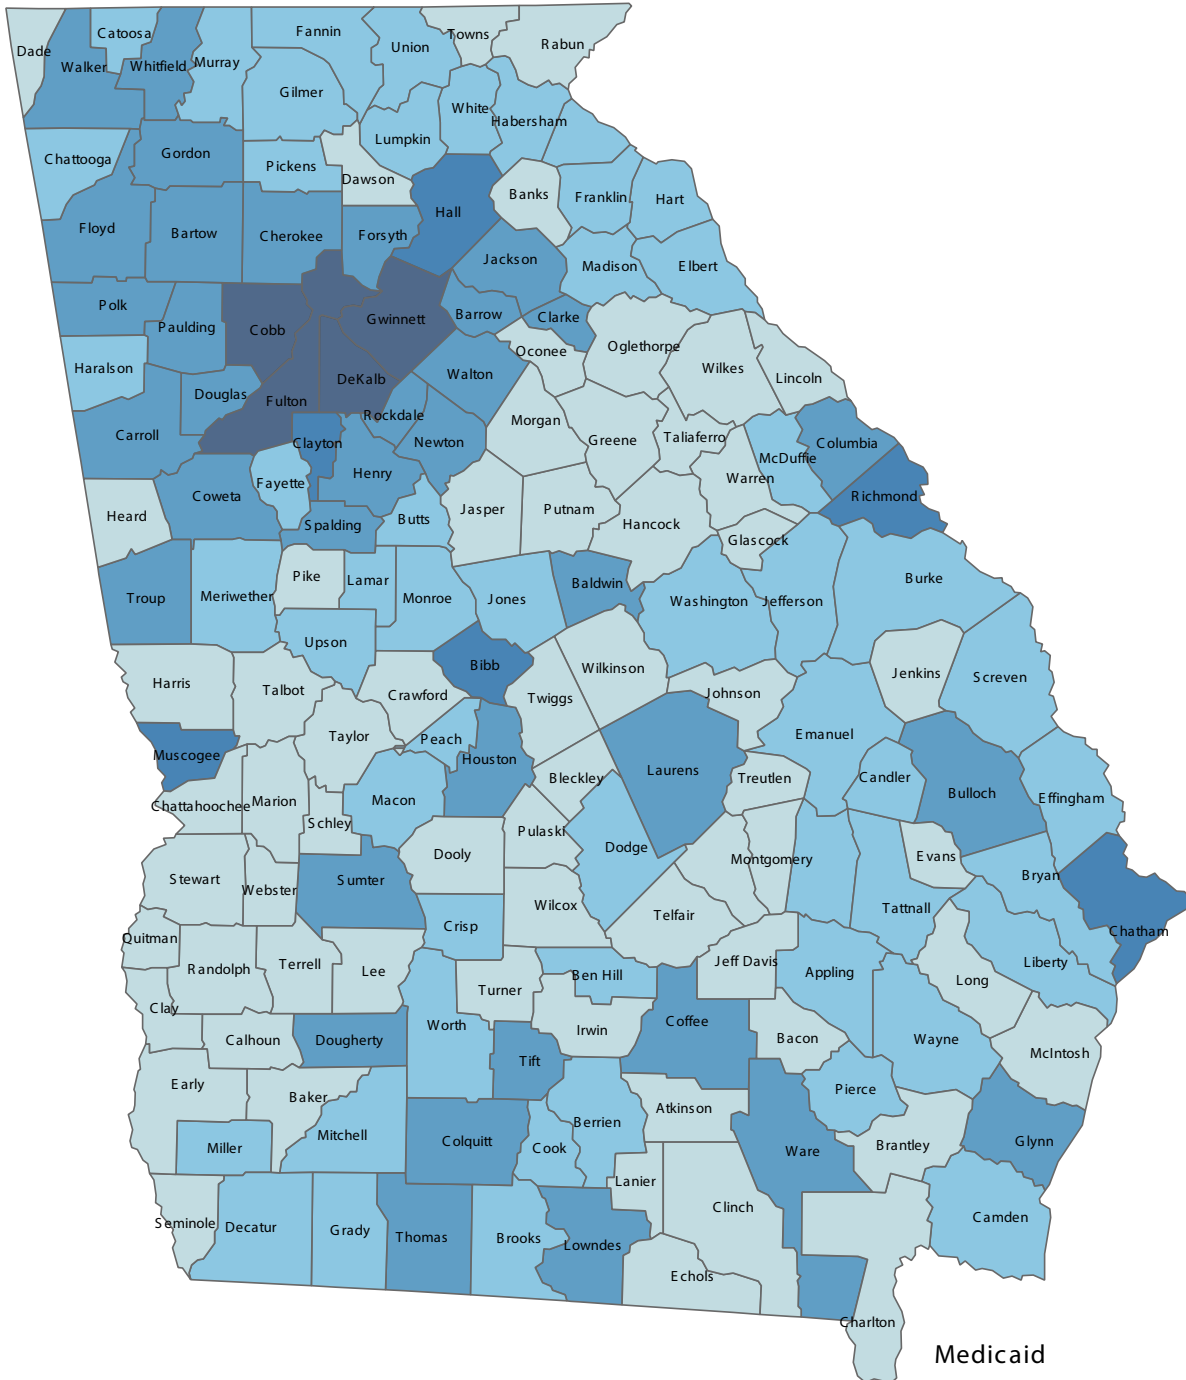 Dade
Walker
Catoosa
Whitfield
Murray
Fannin
Gilmer
Union
Towns
Rabun
White
Habersham
Lumpkin
Chattooga
Gordon
Pickens
Dawson
Hall
Banks
Franklin
Hart
Floyd
Bartow
Cherokee
Forsyth
Jackson
Madison
Elbert
Polk
Paulding
Cobb
Gwinnett
Barrow
Clarke
Oconee
Oglethorpe
Wilkes
Lincoln
Haralson
Douglas
Fulton
DeKalb
Walton
Rockdale
Carroll
Clayton
Newton
Morgan
Greene
Taliaferro
McDuffie
Columbia
Warren
Richmond
Heard
Coweta
Fayette
Henry
Spalding
Butts
Jasper
Putnam
Hancock
Glascock
Troup
Meriwether
Pike
Lamar
Monroe
Jones
Baldwin
Washington
Jefferson
Burke
Upson
Bibb
Wilkinson
Jenkins
Screven
Harris
Talbot
Crawford
Twiggs
Johnson
Taylor
Muscogee
Peach
Houston
Laurens
Emanuel
Treutlen
Candler
Bulloch
Effingham
Chattahoochee
Marion
Schley
Macon
Bleckley
Pulaski
Dodge
Montgomery
Evans
Bryan
Stewart
Webster
Sumter
Dooly
Wilcox
Telfair
Tattnall
Chatham
Quitman
Randolph
Terrell
Lee
Crisp
Turner
Ben Hill
Jeff Davis
Appling
Long
Liberty
Clay
Calhoun
Dougherty
Worth
Tift
Irwin
Coffee
Bacon
Wayne
McIntosh
Early
Baker
Miller
Mitchell
Colquitt
Cook
Berrien
Atkinson
Pierce
Ware
Brantley
Glynn
Seminole
Decatur
Grady
Thomas
Brooks
Lowndes
Lanier
Clinch
Echols
Camden
Charlton
Medicaid